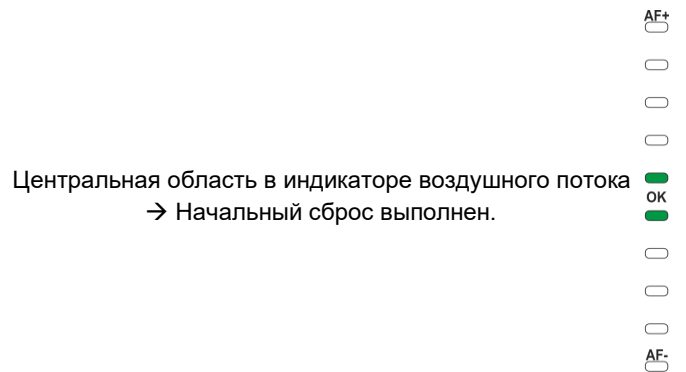 AF+
Центральная область в индикаторе воздушного потока
OK
→ Начальный сброс выполнен.
AF-